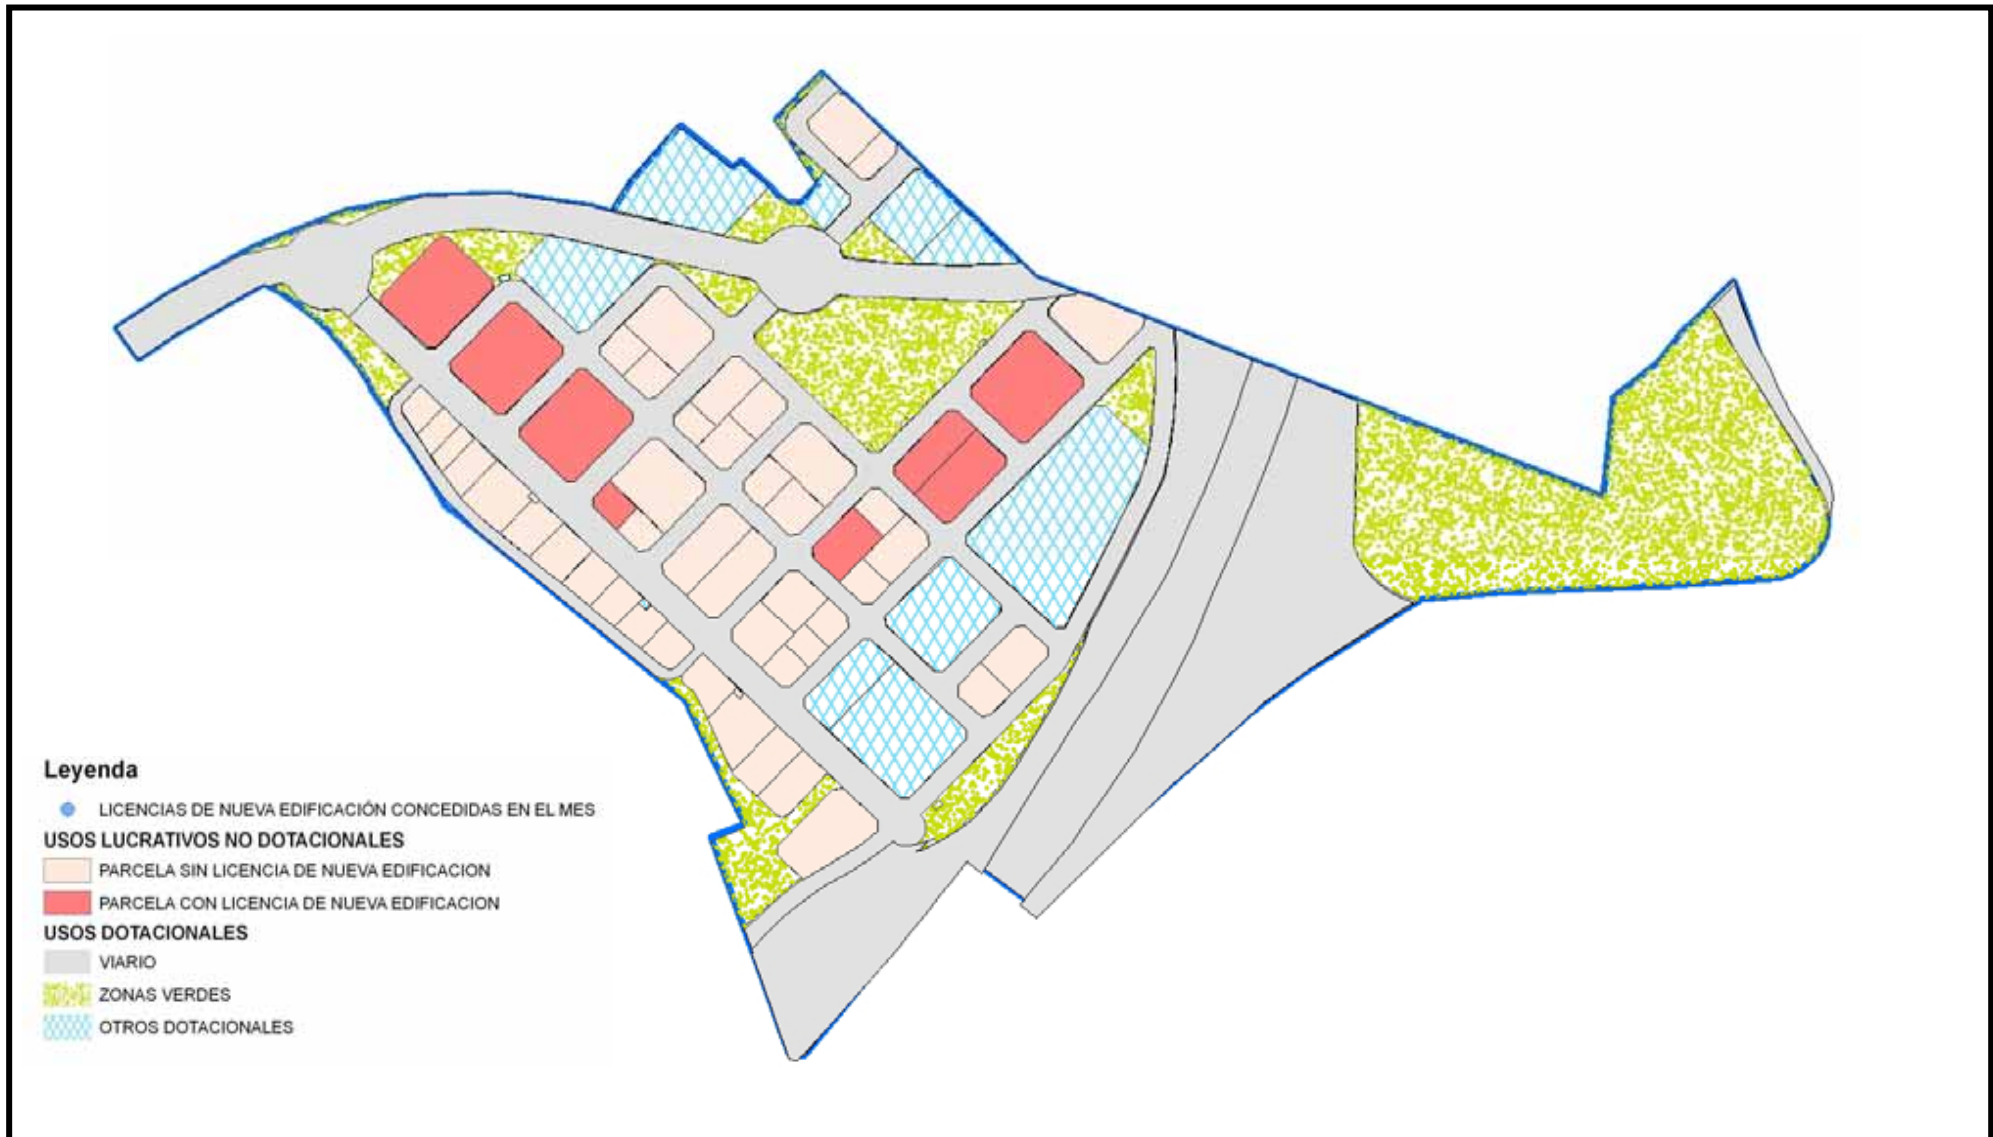 Leyenda
LICENCIAS DE NUEVA EDIFICACIÓN CONCEDIDAS EN EL MES
USOS LUCRATIVOS NO DOTACIONALES
PARCELA SIN LICENCIA DE NUEVA EDIFICACION
PARCELA CON LICENCIA DE NUEVA EDIFICACION
USOS DOTACIONALES
VIARIO
ZONAS VERDES
OTROS DOTACIONALES